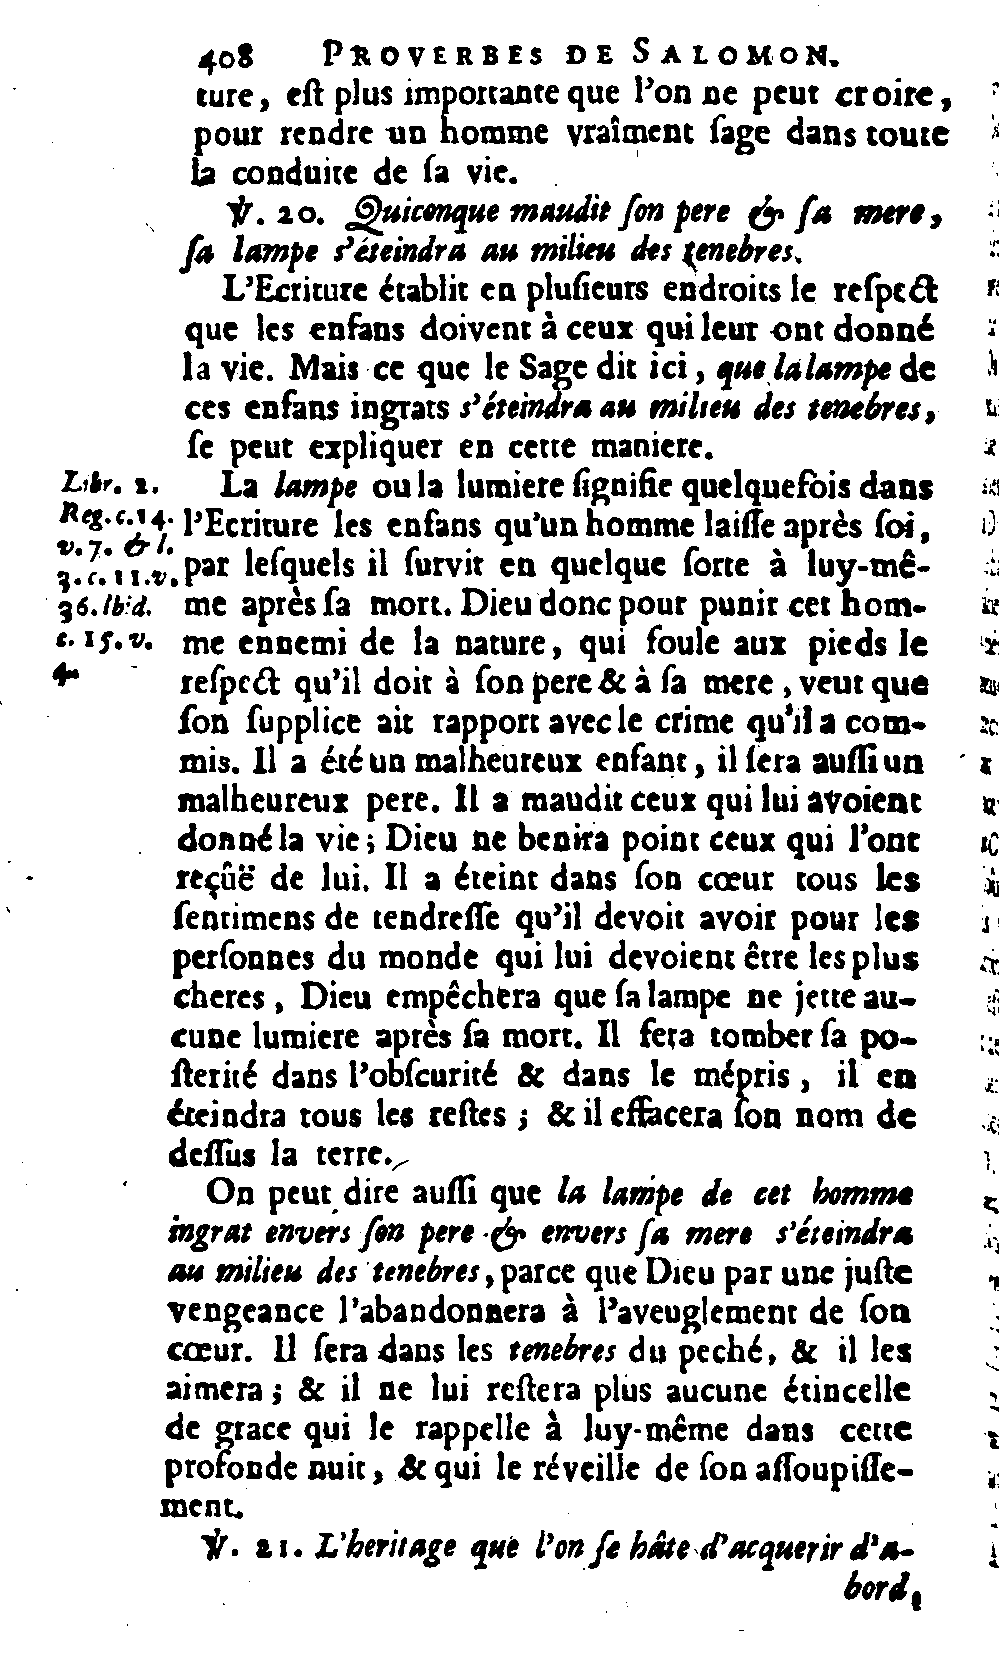 408 PROVERBES DE SALOMON.
ture, eſt plus importante que l'on ne peut croire,
pour rendre un homme vraîment ſage dans toute
la conduite de ſa vie.
℣. 20. Quiconque maudit ſon pere & ſa mere,
ſa lampe s'éteindra au milieu des tenebres.
L'Ecriture établit en pluſieurs endroits le reſpect
que les enfans doivent à ceux qui leur ont donné
la vie. Mais ce que le Sage dit ici, que la lampe de
ces enfans ingrats s'éteindra au milieu des tenebres,
ſe peut expliquer en cette maniere.
La lampe ou la lumiere ſignifie quelquefois dans
l'Ecriture les enfans qu'un homme laiſſe après ſoi,
par leſquels il ſurvit en quelque ſorte à luy-mê-
me après ſa mort. Dieu donc pour punir cet hom-
me ennemi de la nature, qui foule aux pieds le
reſpect qu'il doit à ſon pere & à ſa mere, veut que
ſon ſupplice ait rapport avec le crime qu'il a com-
mis. Il a été un malheureux enfant, il ſera auſſi un
malheureux pere. Il a maudit ceux qui lui avoient
donné la vie; Dieu ne benira point ceux qui l'ont
reçûë de lui. Il a éteint dans ſon cœur tous les
ſentimens de tendreſſe qu'il devoit avoir pour les
perſonnes du monde qui lui devoient être les plus
cheres, Dieu empêchera que ſa lampe ne jette au-
cune lumiere après ſa mort. Il fera tomber ſa po-
ſterité dans l'obſcurité & dans le mépris, il en
éteindra tous les reſtes; & il effacera ſon nom de
deſſus la terre.
On peut dire auſſi que la lampe de cet homme
ingrat envers ſon pere & envers ſa mere s'éteindra
au milieu des tenebres, parce que Dieu par une juſte
vengeance l'abandonnera à l'aveuglement de ſon
cœur. Il ſera dans les tenebres du peché, & il les
aimera; & il ne lui reſtera plus aucune étincelle
de grace qui le rappelle à luy-même dans cette
profonde nuit, & qui le réveille de ſon aſſoupiſſe-
ment.
℣. 21. L'heritage que l'on ſe hâte d'acquerir d'a-
bord,
Libr. 2.
Reg. c. 14.
v. 7. & l.
3. c. 11. v.
36. Ibid.
c. 15. v.
4.